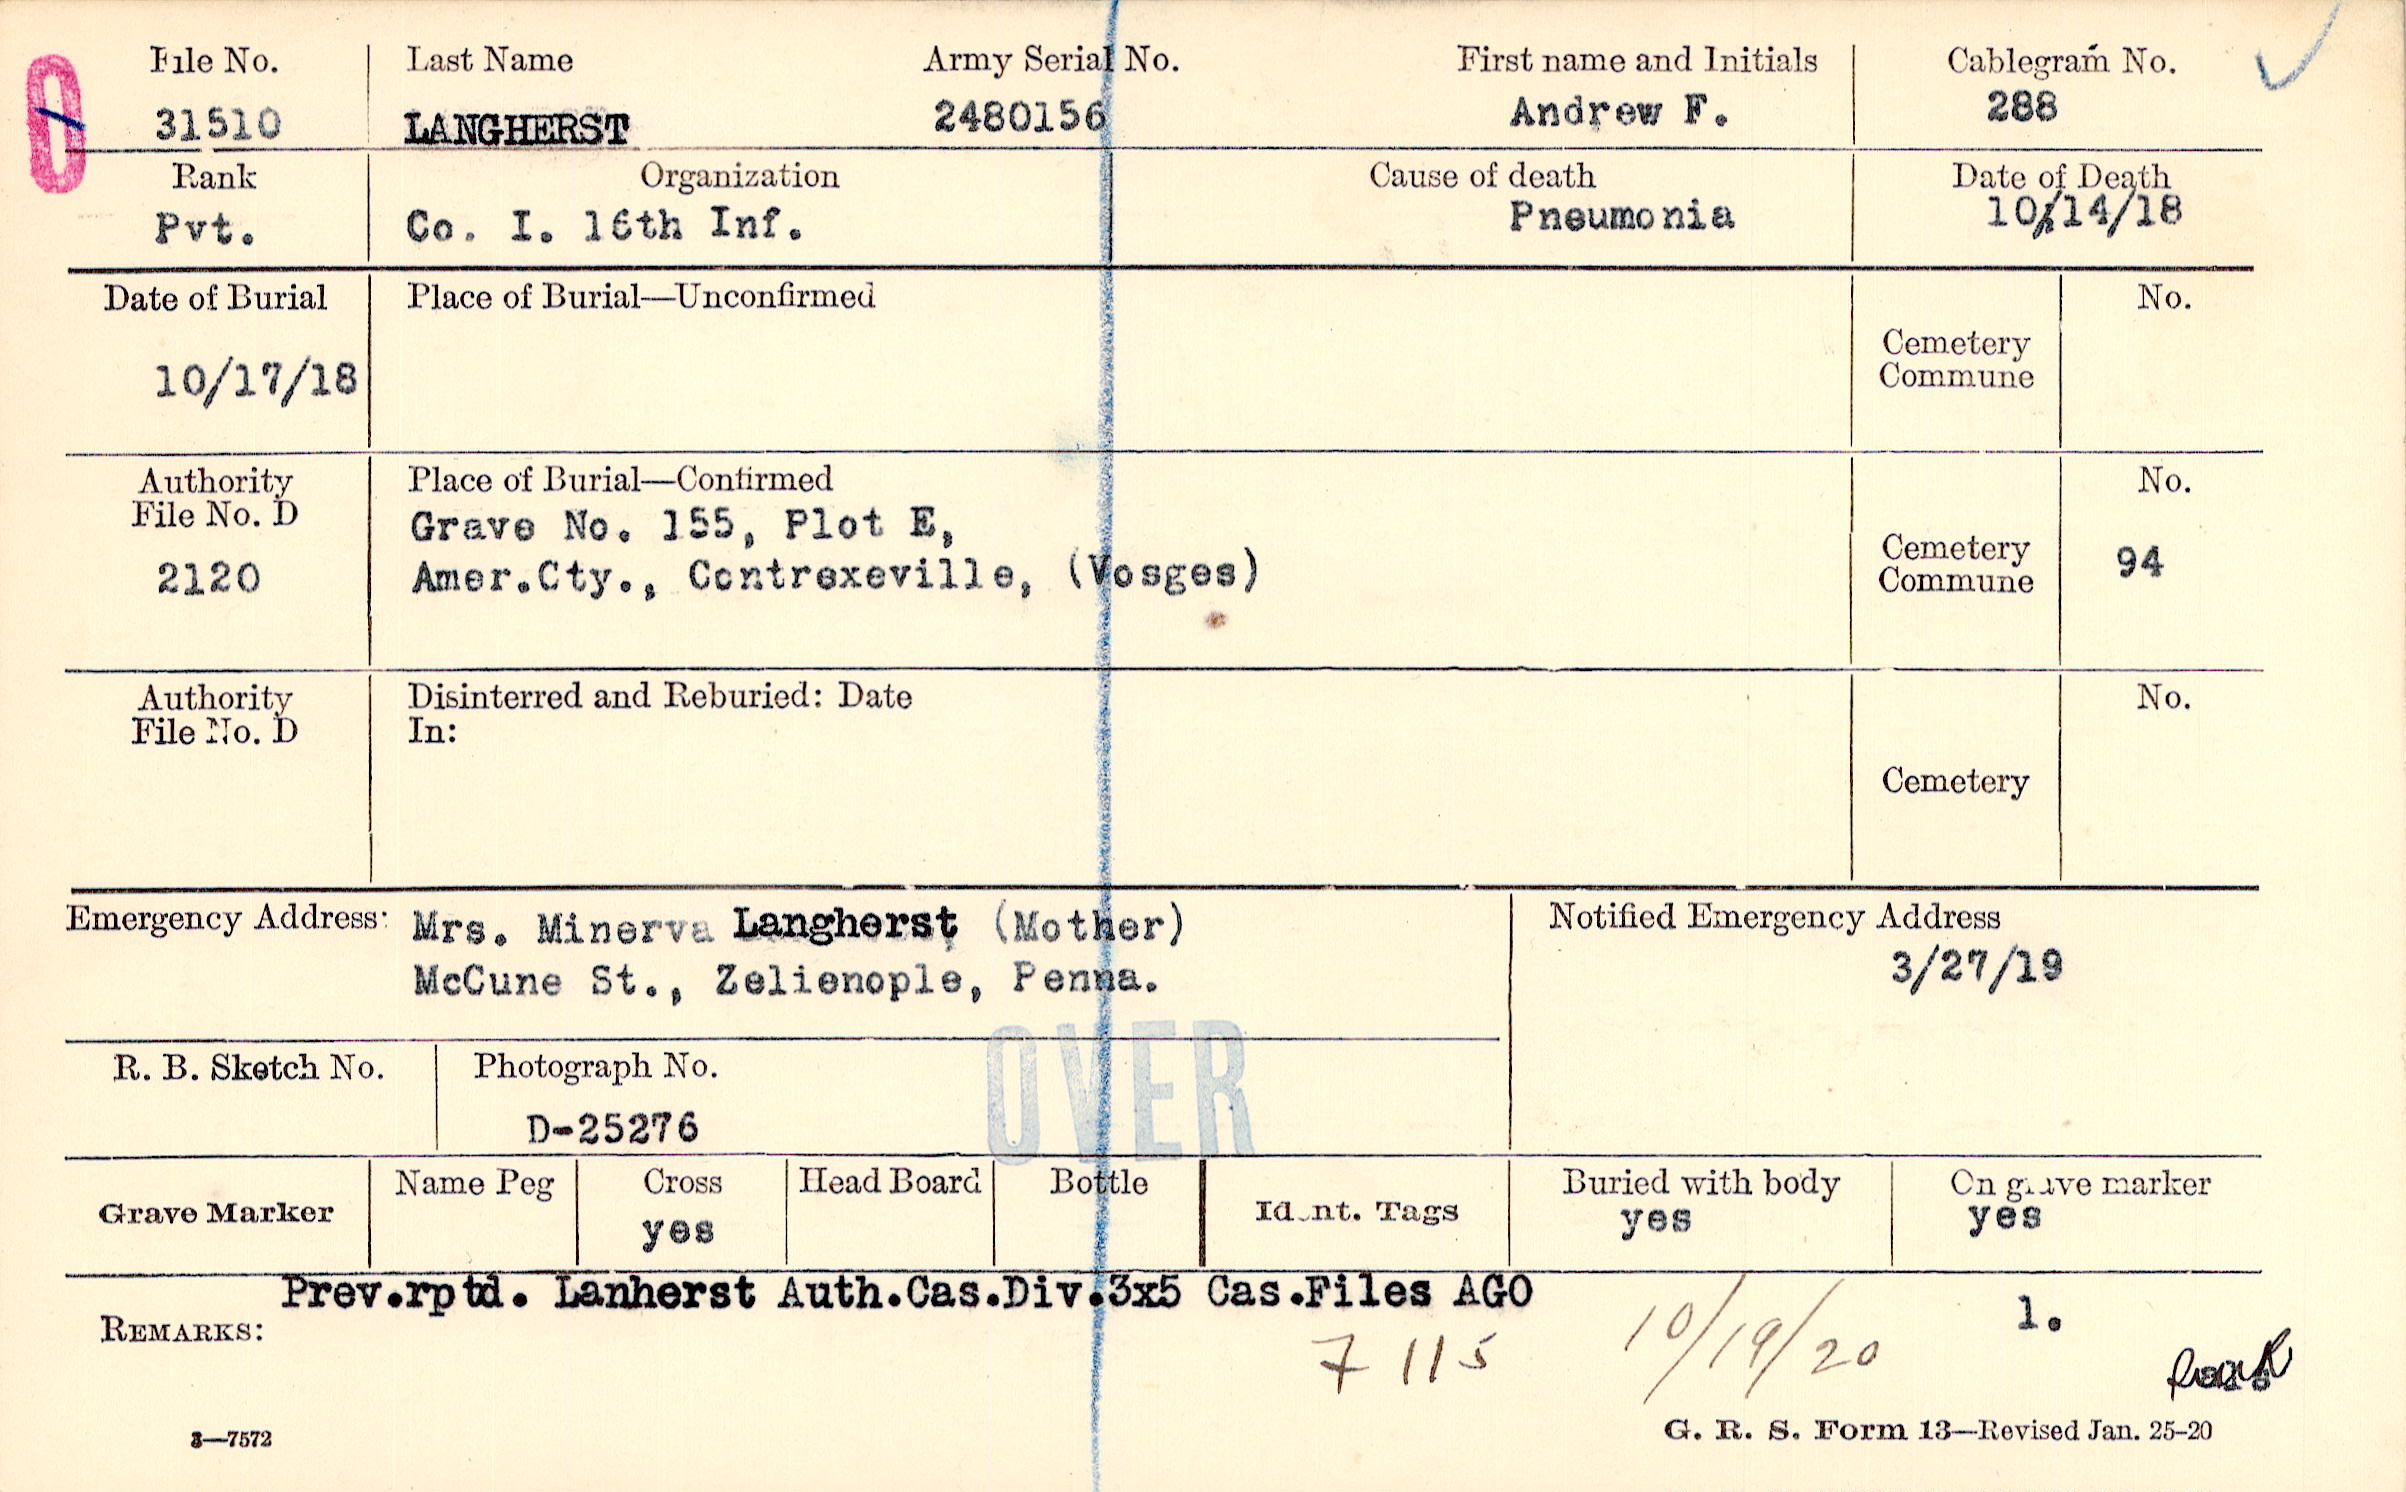 File No. Last Name Army Serial No. First name and Initials Cablegram No.
31510 LANGHERST 2480156 Andrew F. 288
Rank Organization Cause of death Date of Death
Pvt. Co. I. 16th Inf. Pneumonia 10/14/18
Date of Burial Place of Burial—Unconfirmed No.
Cemetery
Commune
10/17/18
Authority Place of Burial—Confirmed No.
File No. D
Grave No. 155, Plot E,
2120 Amer.Cty., Contrexeville, (Vosges) Cemetery 94
Commune
Authority Disinterred and Reburied: Date No.
File No. D In:
Cemetery
Emergency Address: Mrs. Minerva Langherst (Mother) Notified Emergency Address
McCune St., Zelienople, Penna. 3/27/19
OVER
R. B. Sketch No. Photograph No.
D-25276
Grave Marker Name Peg Cross Head Board Bottle Ident. Tags Buried with body On grave marker
yes yes yes
Prev.rptd. Lanherst Auth.Cas.Div.3x5 Cas.Files AGO
REMARKS: 7 115 10/19/20 1.
3—7572 G. R. S. Form 13—Revised Jan. 25-20